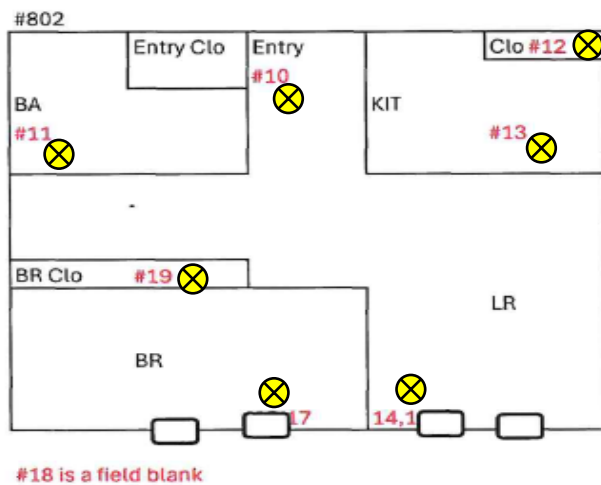 #802
Entry Clo
Entry
Clo #12
#10
BA
KIT
#11
#13
BR Clo
#19
LR
BR
17
14,1
#18 is a field blank